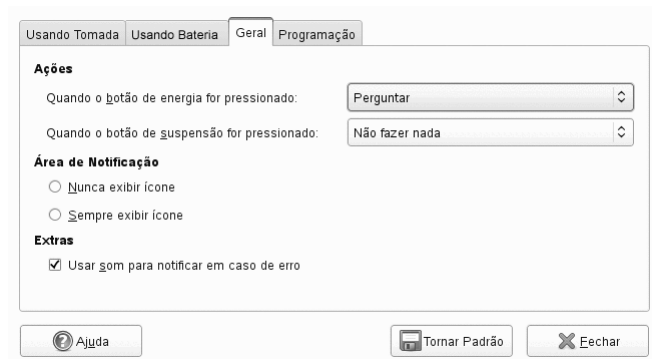 Usando Tomada Usando Bateria Geral Programação
Ações
Quando o botão de energia for pressionado: Perguntar
Quando o botão de suspensão for pressionado: Não fazer nada
Área de Notificação
Nunca exibir ícone
Sempre exibir ícone
Extras
Usar som para notificar em caso de erro
Ajuda Tornar Padrão Fechar